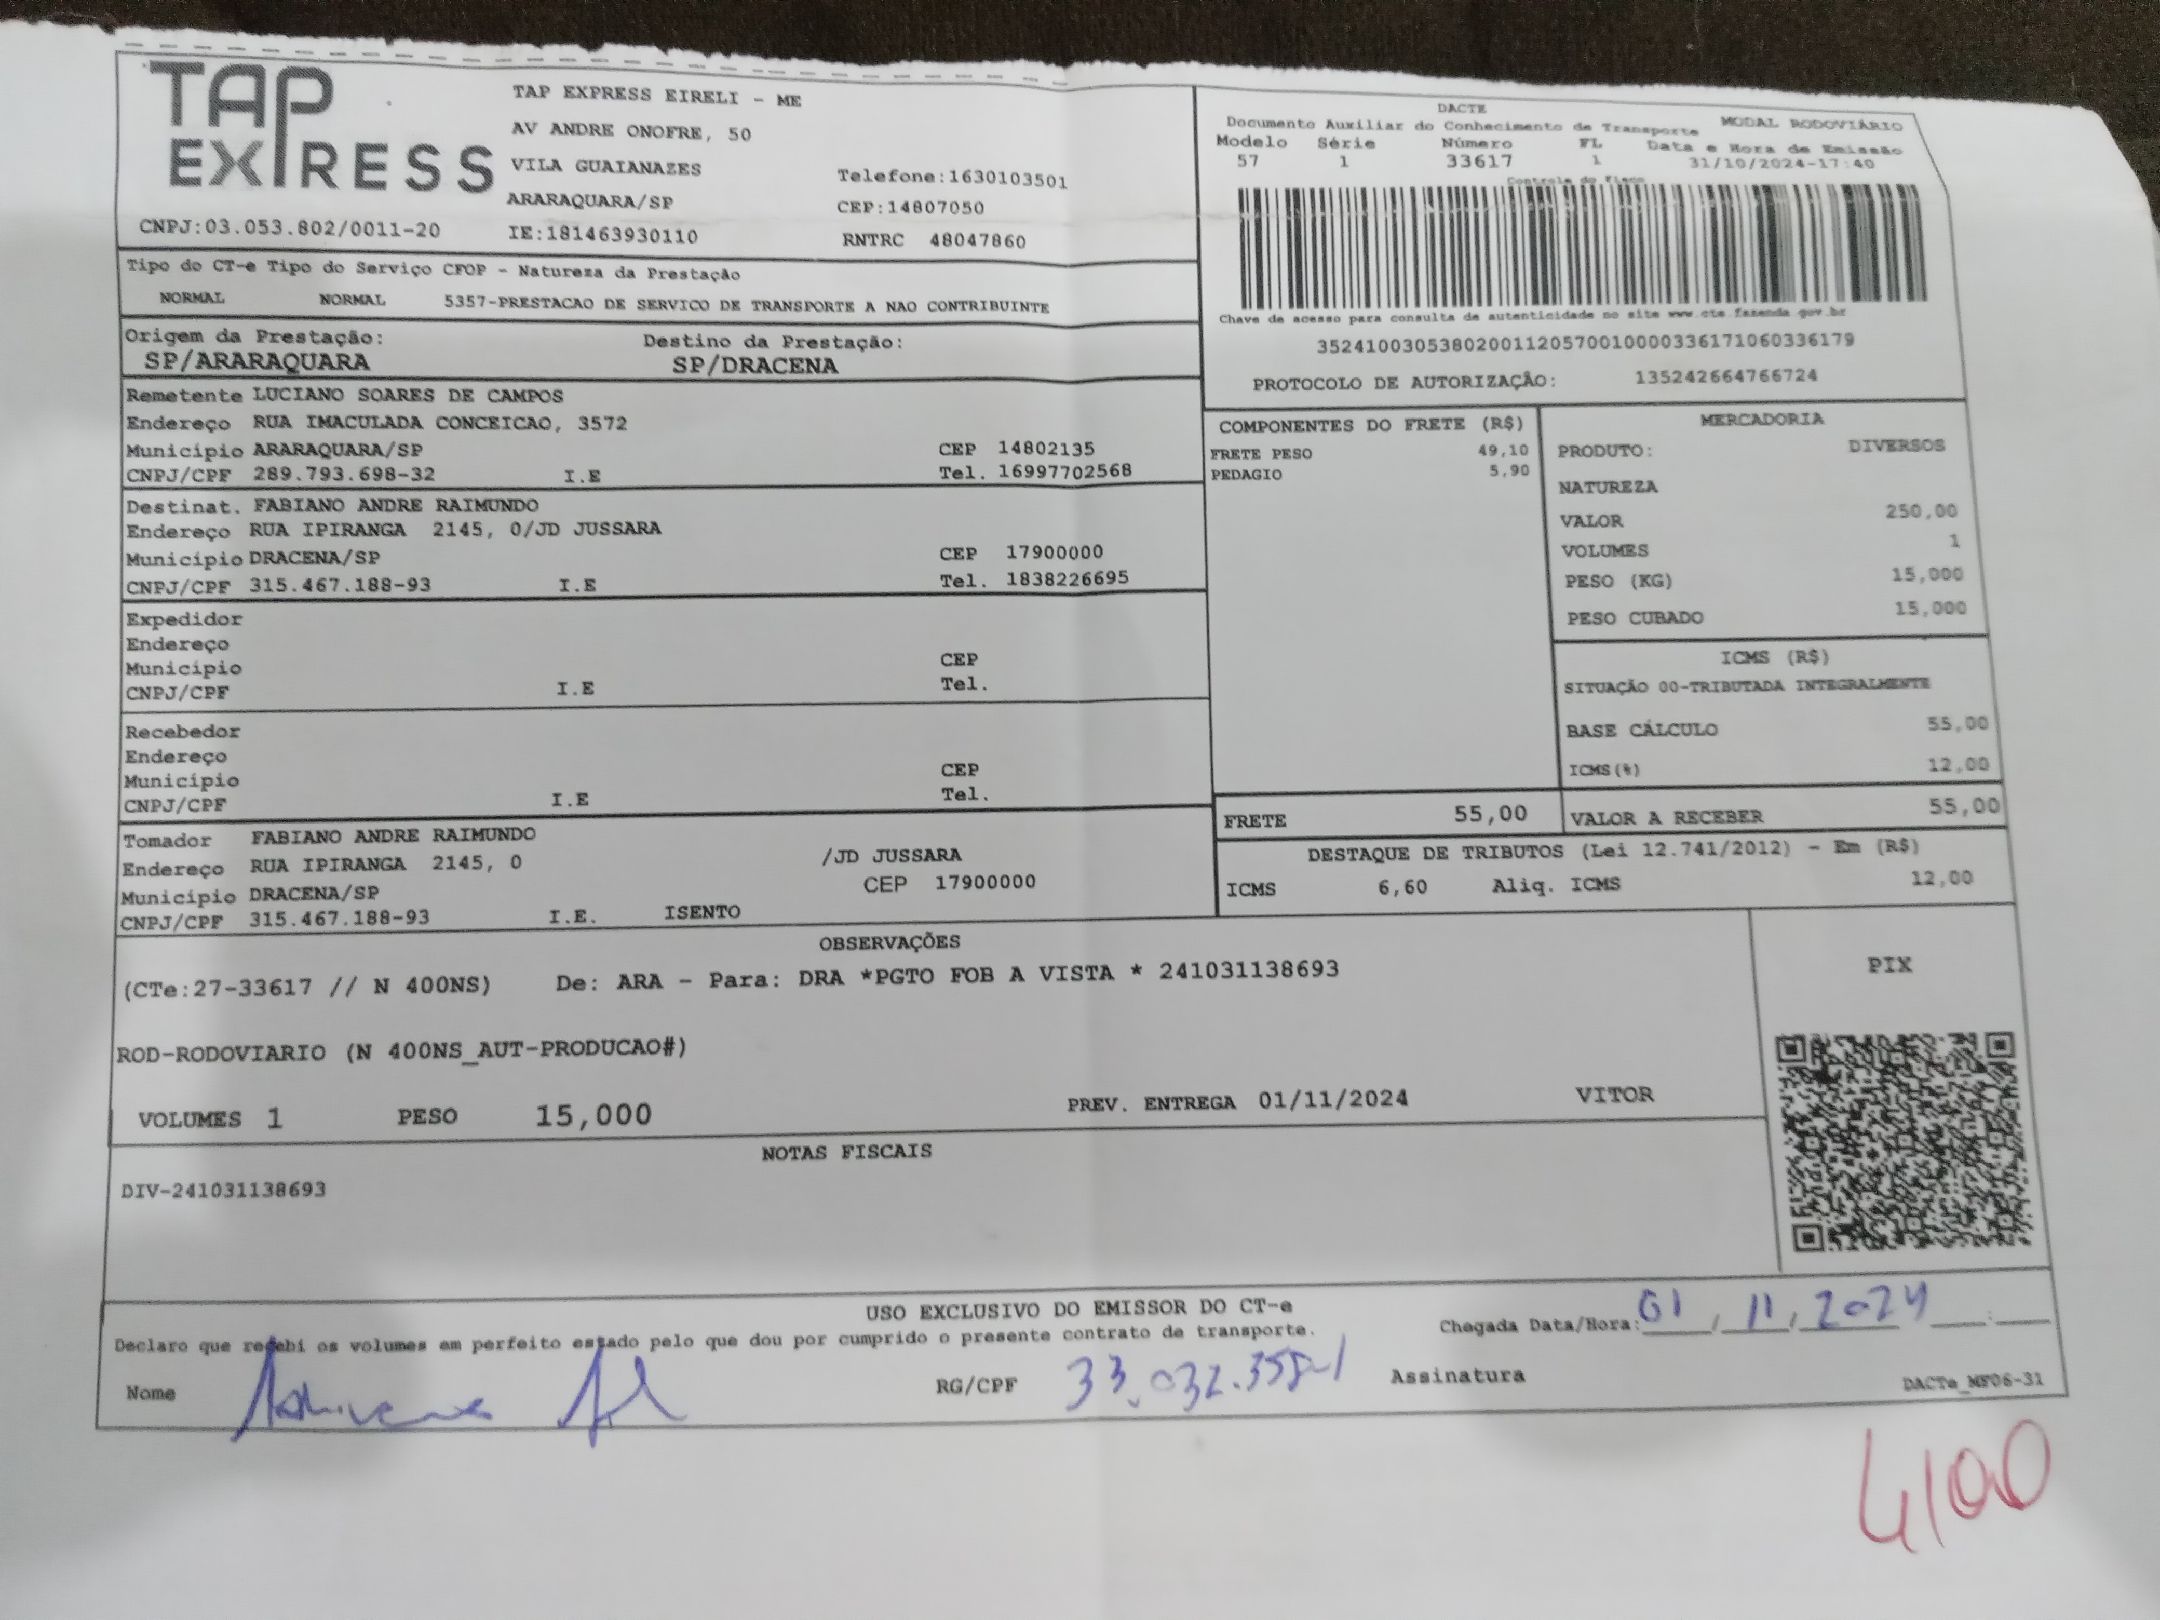 TAP EXPRESS
TAP EXPRESS EIRELI - ME
AV ANDRE ONOFRE, 50
VILA GUAIANAZES
Telefone:1630103501
ARARAQUARA/SP
CEP:14807050
CNPJ:03.053.802/0011-20
IE:181463930110
RNTRC 48047860
DACTE
Documento Auxiliar do Conhecimento de Transporte MODAL RODOVIÁRIO
Modelo Série Número FL Data e Hora de Emissão
57 1 33617 1 31/10/2024-17:40
Controle do Fisco
Chave de acesso para consulta de autenticidade no site www.cte.fazenda.gov.br
35241003053802001120570010000336171060336179
PROTOCOLO DE AUTORIZAÇÃO: 135242664766724
Tipo do CT-e Tipo do Serviço CFOP - Natureza da Prestação
NORMAL NORMAL 5357-PRESTACAO DE SERVICO DE TRANSPORTE A NAO CONTRIBUINTE
Origem da Prestação: Destino da Prestação:
SP/ARARAQUARA SP/DRACENA
Remetente LUCIANO SOARES DE CAMPOS
Endereço RUA IMACULADA CONCEICAO, 3572
Município ARARAQUARA/SP CEP 14802135
CNPJ/CPF 289.793.698-32 I.E Tel. 16997702568
Destinat. FABIANO ANDRE RAIMUNDO
Endereço RUA IPIRANGA 2145, 0/JD JUSSARA
Município DRACENA/SP CEP 17900000
CNPJ/CPF 315.467.188-93 I.E Tel. 1838226695
Expedidor
Endereço
Município CEP
CNPJ/CPF I.E Tel.
Recebedor
Endereço
Município CEP
CNPJ/CPF I.E Tel.
Tomador FABIANO ANDRE RAIMUNDO
Endereço RUA IPIRANGA 2145, 0 /JD JUSSARA
Município DRACENA/SP CEP 17900000
CNPJ/CPF 315.467.188-93 I.E. ISENTO
COMPONENTES DO FRETE (R$)
FRETE PESO 49,10
PEDAGIO 5,90
MERCADORIA
PRODUTO: DIVERSOS
NATUREZA
VALOR 250,00
VOLUMES 1
PESO (KG) 15,000
PESO CUBADO 15,000
ICMS (R$)
SITUAÇÃO 00-TRIBUTADA INTEGRALMENTE
BASE CÁLCULO 55,00
ICMS(%) 12,00
FRETE 55,00
VALOR A RECEBER 55,00
DESTAQUE DE TRIBUTOS (Lei 12.741/2012) - Em (R$)
ICMS 6,60 Aliq. ICMS 12,00
OBSERVAÇÕES
(CTe:27-33617 // N 400NS) De: ARA - Para: DRA *PGTO FOB A VISTA * 241031138693
ROD-RODOVIARIO (N 400NS_AUT-PRODUCAO#)
VOLUMES 1 PESO 15,000 PREV. ENTREGA 01/11/2024 VITOR
PIX
NOTAS FISCAIS
DIV-241031138693
USO EXCLUSIVO DO EMISSOR DO CT-e
Declaro que recebi os volumes em perfeito estado pelo que dou por cumprido o presente contrato de transporte.
Chegada Data/Hora: 01/11/2024 :
Nome RG/CPF 33.032.358-1 Assinatura
DACTe_MF06-31